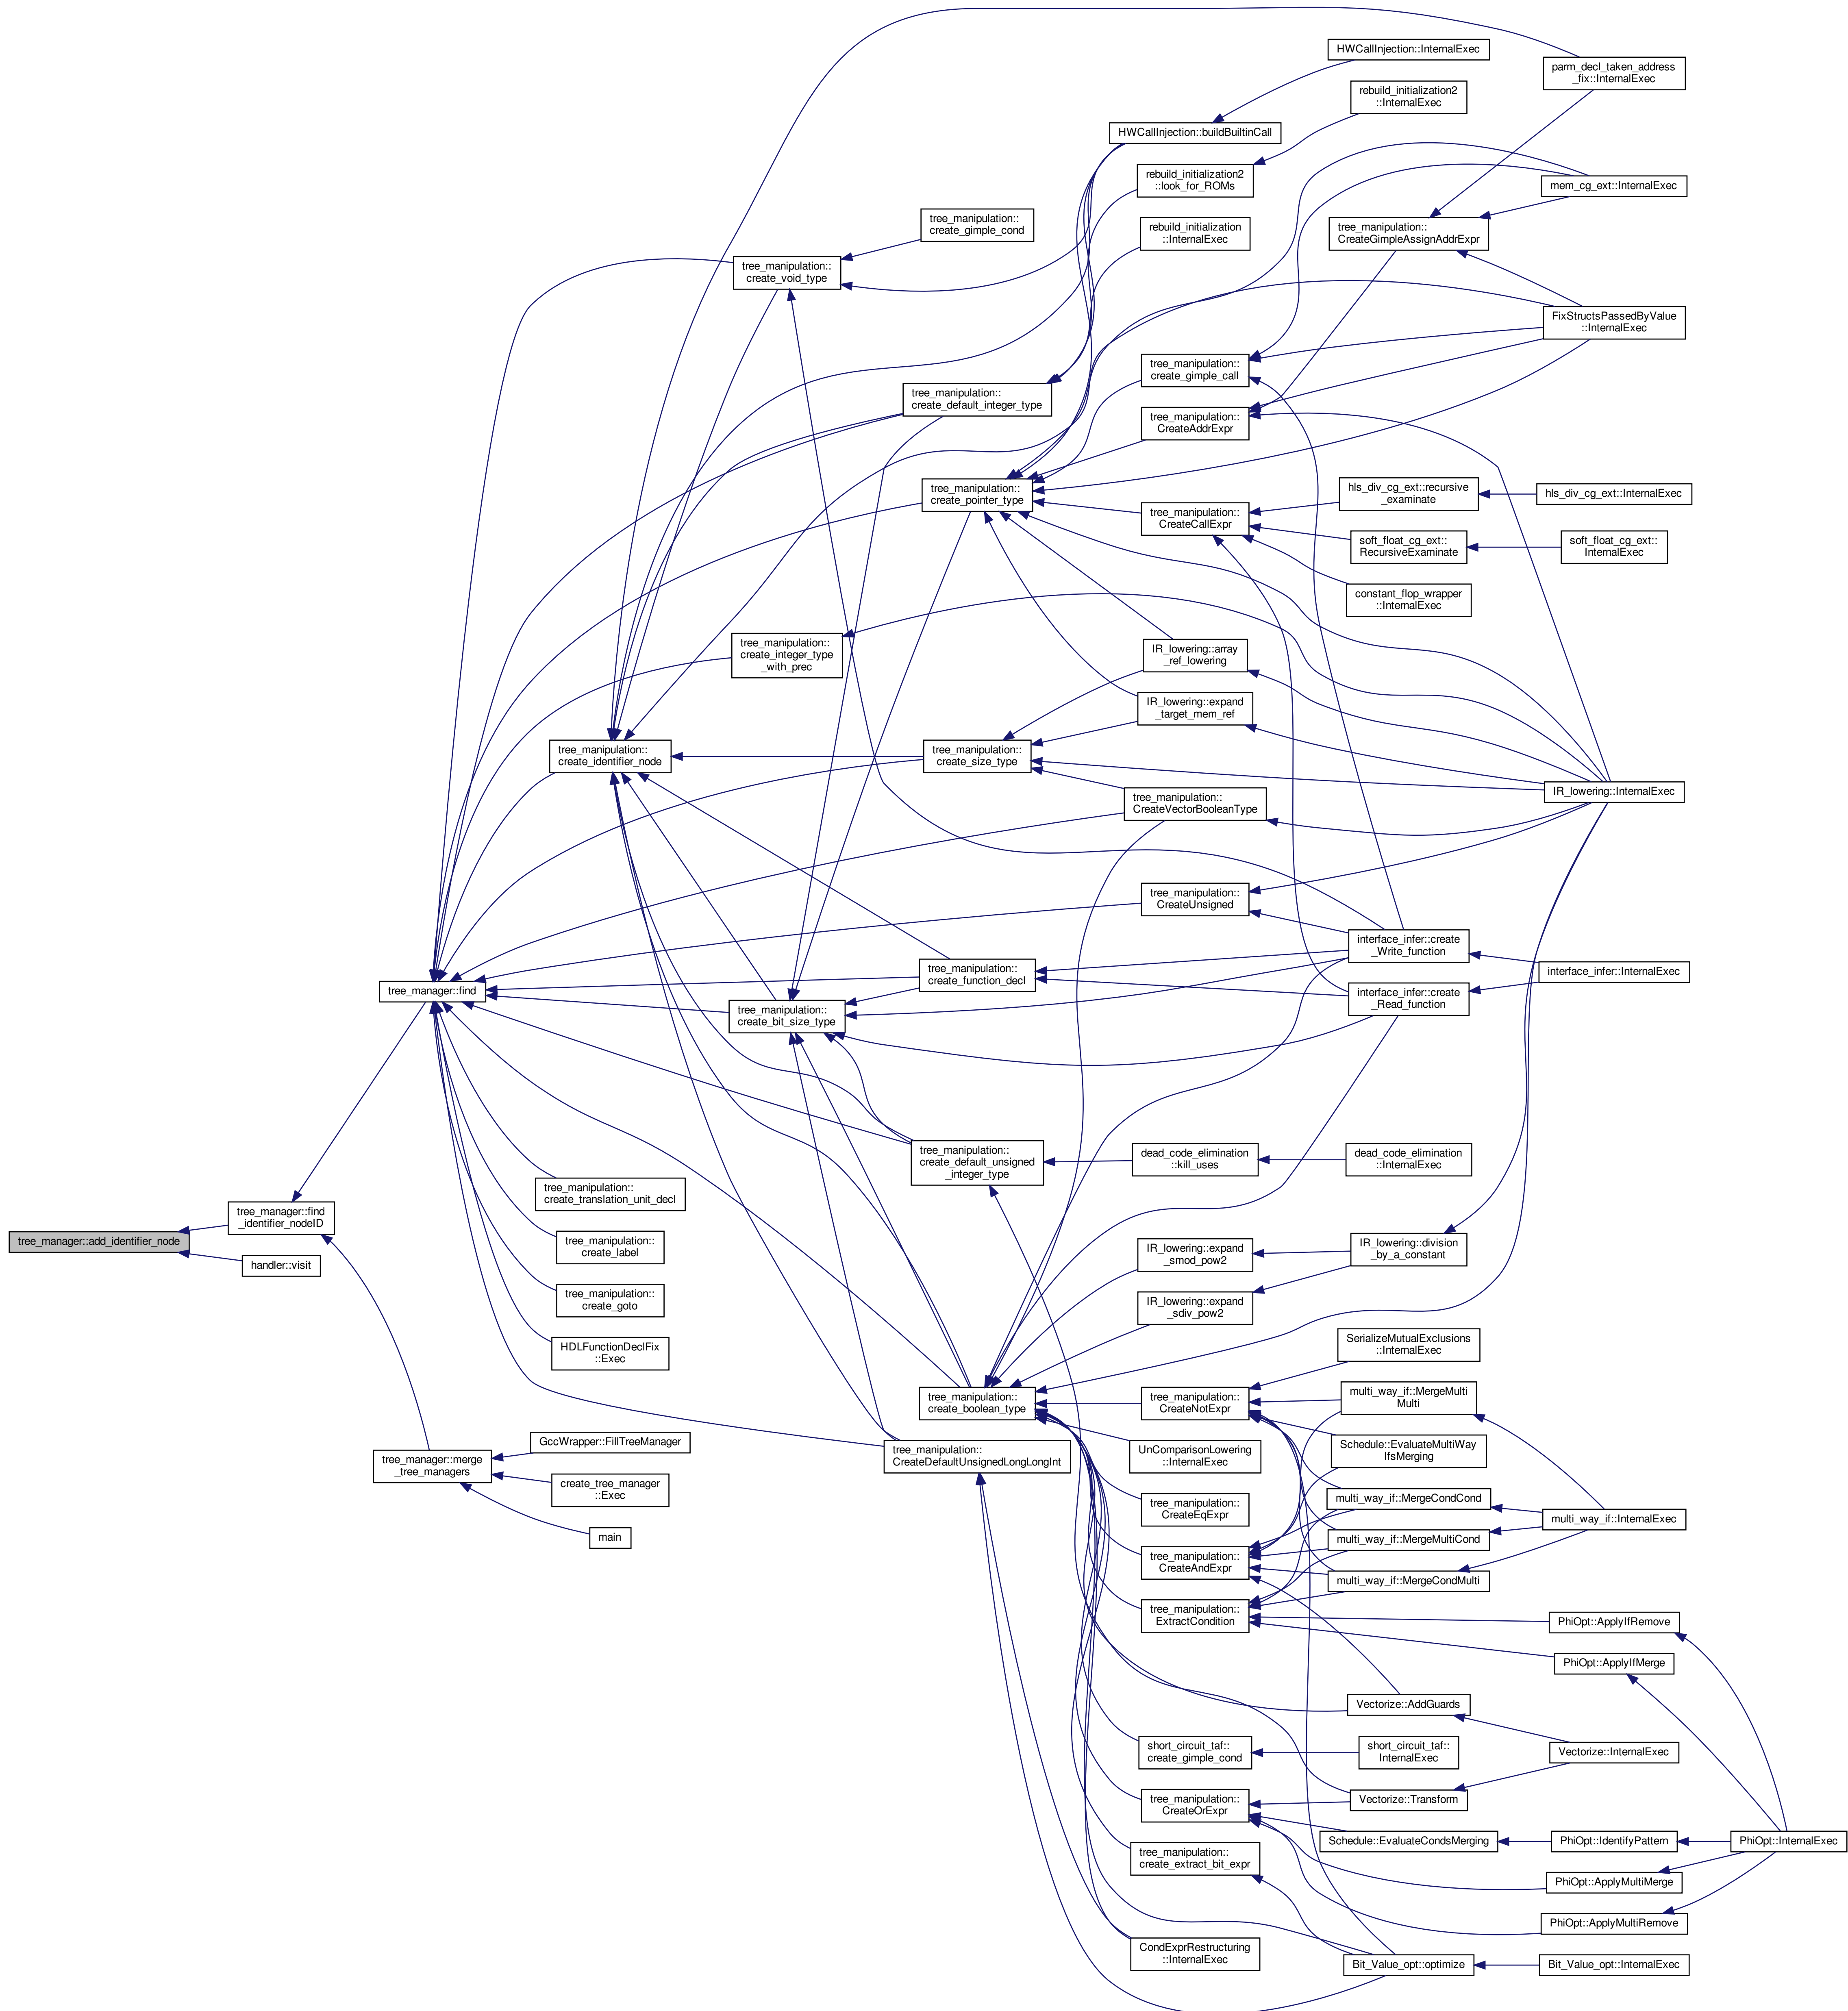 HWCallInjection::InternalExec
parm_decl_taken_address
_fix::InternalExec
rebuild_initialization2
::InternalExec
HWCallInjection::buildBuiltinCall
rebuild_initialization2
::look_for_ROMs
mem_cg_ext::InternalExec
tree_manipulation::
create_gimple_cond
rebuild_initialization
::InternalExec
tree_manipulation::
CreateGimpleAssignAddrExpr
tree_manipulation::
create_void_type
FixStructsPassedByValue
::InternalExec
tree_manipulation::
create_gimple_call
tree_manipulation::
create_default_integer_type
tree_manipulation::
CreateAddrExpr
tree_manipulation::
create_pointer_type
hls_div_cg_ext::recursive
_examinate
hls_div_cg_ext::InternalExec
tree_manipulation::
CreateCallExpr
soft_float_cg_ext::
RecursiveExaminate
soft_float_cg_ext::
InternalExec
constant_flop_wrapper
::InternalExec
tree_manipulation::
create_integer_type
_with_prec
IR_lowering::array
_ref_lowering
IR_lowering::expand
_target_mem_ref
tree_manipulation::
create_identifier_node
tree_manipulation::
create_size_type
IR_lowering::InternalExec
tree_manipulation::
CreateVectorBooleanType
tree_manipulation::
CreateUnsigned
interface_infer::create
_Write_function
tree_manager::find
tree_manipulation::
create_function_decl
interface_infer::InternalExec
interface_infer::create
_Read_function
tree_manipulation::
create_bit_size_type
tree_manipulation::
create_default_unsigned
_integer_type
dead_code_elimination
::kill_uses
dead_code_elimination
::InternalExec
tree_manipulation::
create_translation_unit_decl
tree_manager::find
_identifier_nodeID
tree_manager::add_identifier_node
handler::visit
tree_manipulation::
create_label
IR_lowering::expand
_smod_pow2
IR_lowering::division
_by_a_constant
tree_manipulation::
create_goto
IR_lowering::expand
_sdiv_pow2
HDLFunctionDeclFix
::Exec
SerializeMutualExclusions
::InternalExec
tree_manipulation::
create_boolean_type
tree_manipulation::
CreateNotExpr
multi_way_if::MergeMulti
Multi
GccWrapper::FillTreeManager
tree_manipulation::
CreateDefaultUnsignedLongLongInt
UnComparisonLowering
::InternalExec
Schedule::EvaluateMultiWay
IfsMerging
tree_manager::merge
_tree_managers
create_tree_manager
::Exec
main
tree_manipulation::
CreateEqExpr
multi_way_if::MergeCondCond
multi_way_if::InternalExec
multi_way_if::MergeMultiCond
tree_manipulation::
CreateAndExpr
multi_way_if::MergeCondMulti
tree_manipulation::
ExtractCondition
PhiOpt::ApplyIfRemove
PhiOpt::ApplyIfMerge
Vectorize::AddGuards
short_circuit_taf::
create_gimple_cond
short_circuit_taf::
InternalExec
Vectorize::InternalExec
tree_manipulation::
CreateOrExpr
Vectorize::Transform
Schedule::EvaluateCondsMerging
PhiOpt::IdentifyPattern
PhiOpt::InternalExec
tree_manipulation::
create_extract_bit_expr
PhiOpt::ApplyMultiMerge
PhiOpt::ApplyMultiRemove
CondExprRestructuring
::InternalExec
Bit_Value_opt::optimize
Bit_Value_opt::InternalExec